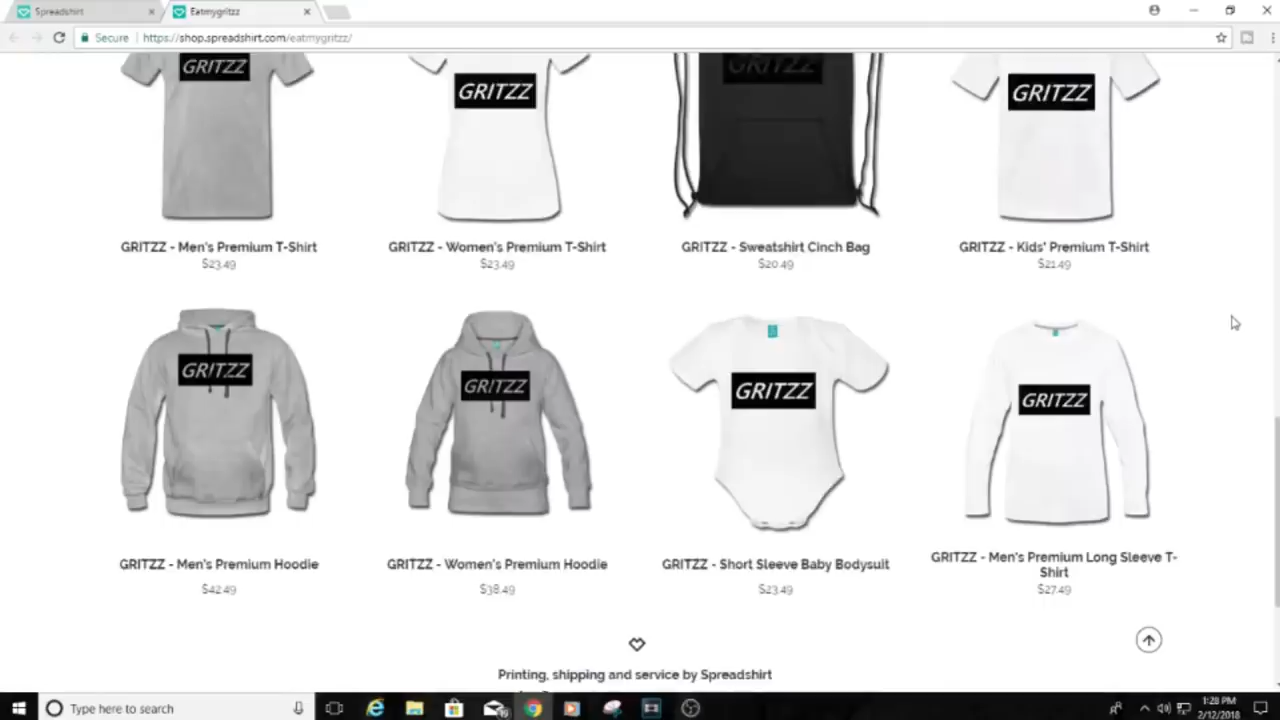 Spreadshirt
Eatmygritzz
Secure
https://shop.spreadshirt.com/eatmygritzz/
GRITZZ
GRITZZ
GRITZZ
GRITZZ
GRITZZ - Men's Premium T-Shirt
$23.49
GRITZZ - Women's Premium T-Shirt
$23.49
GRITZZ - Sweatshirt Cinch Bag
$20.49
GRITZZ - Kids' Premium T-Shirt
$21.49
GRITZZ
GRITZZ
GRITZZ
GRITZZ
GRITZZ - Men's Premium Hoodie
$42.49
GRITZZ - Women's Premium Hoodie
$38.49
GRITZZ - Short Sleeve Baby Bodysuit
$23.49
GRITZZ - Men's Premium Long Sleeve T-
Shirt
$27.49
Printing, shipping and service by Spreadshirt
Type here to search
1:28 PM
2/12/2018